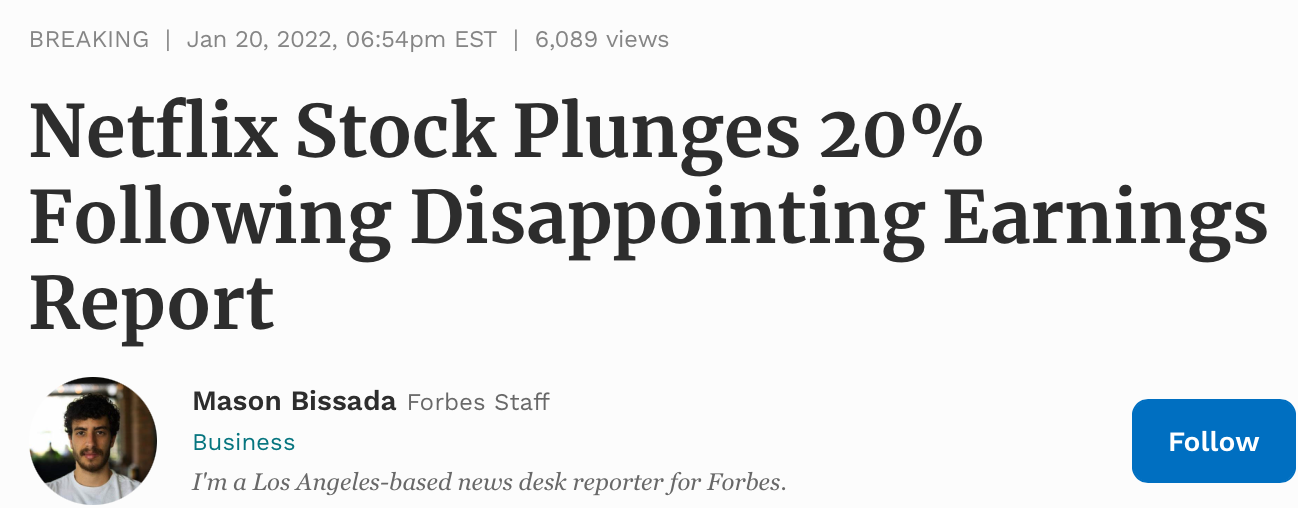 BREAKING | Jan 20, 2022, 06:54pm EST | 6,089 views
Netflix Stock Plunges 20%
Following Disappointing Earnings
Report
Mason Bissada Forbes Staff
Business
I'm a Los Angeles-based news desk reporter for Forbes.
Follow